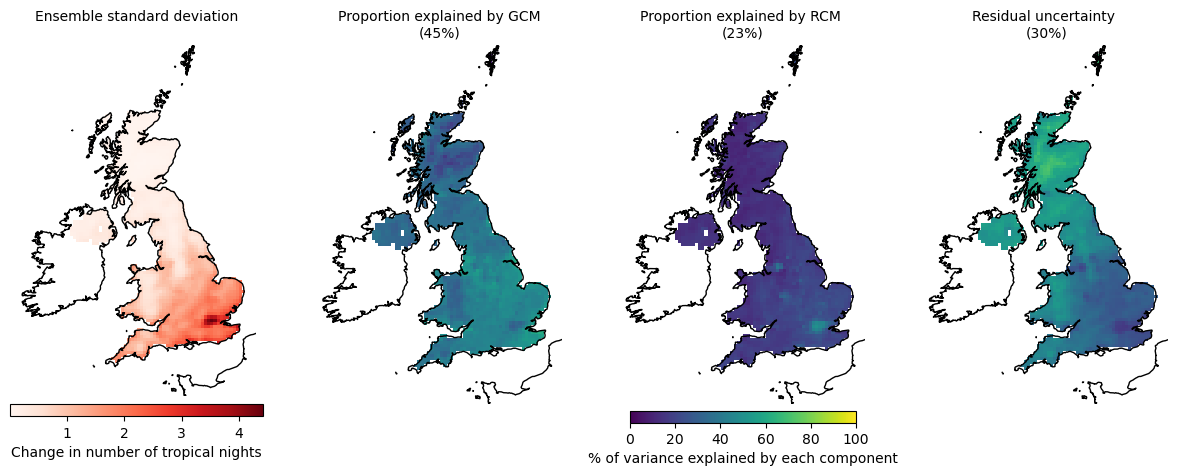 Ensemble standard deviation
Proportion explained by GCM
(45%)
Proportion explained by RCM
(23%)
Residual uncertainty
(30%)
1 2 3 4
Change in number of tropical nights
0 20 40 60 80 100
% of variance explained by each component